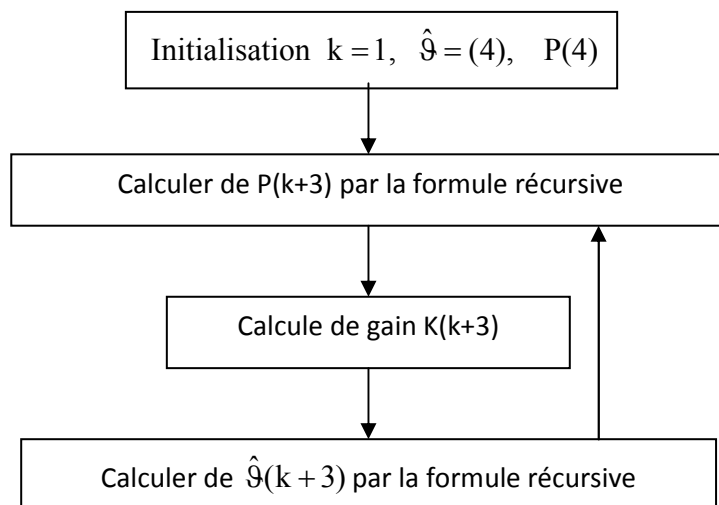 Initialisation k = 1, ϑ̂ = (4), P(4)
Calculer de P(k+3) par la formule récursive
Calcule de gain K(k+3)
Calculer de ϑ̂(k + 3) par la formule récursive